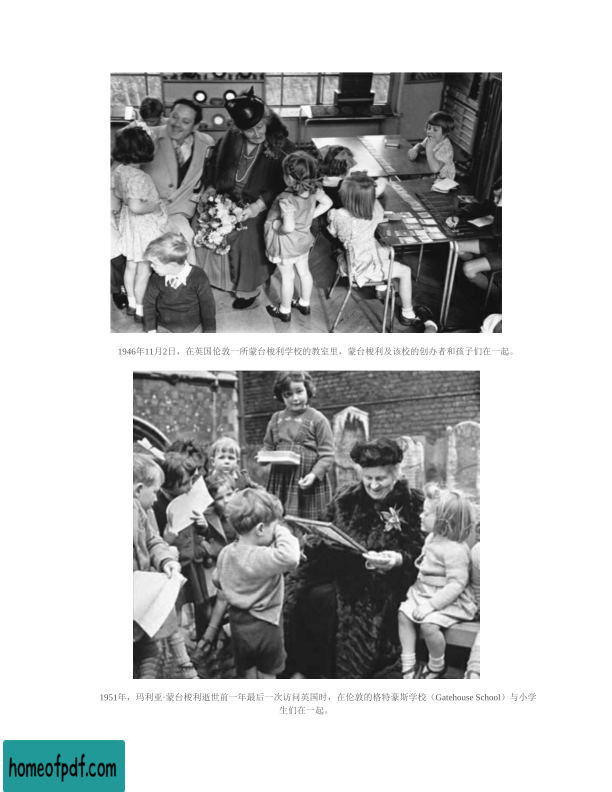 1946年11月2日，在英国伦敦一所蒙台梭利学校的教室里，蒙台梭利及该校的创办者和孩子们在一起。
1951年，玛利亚·蒙台梭利逝世前一年最后一次访问英国时，在伦敦的格特豪斯学校（Gatehouse School）与小学
生们在一起。
homeofpdf.com